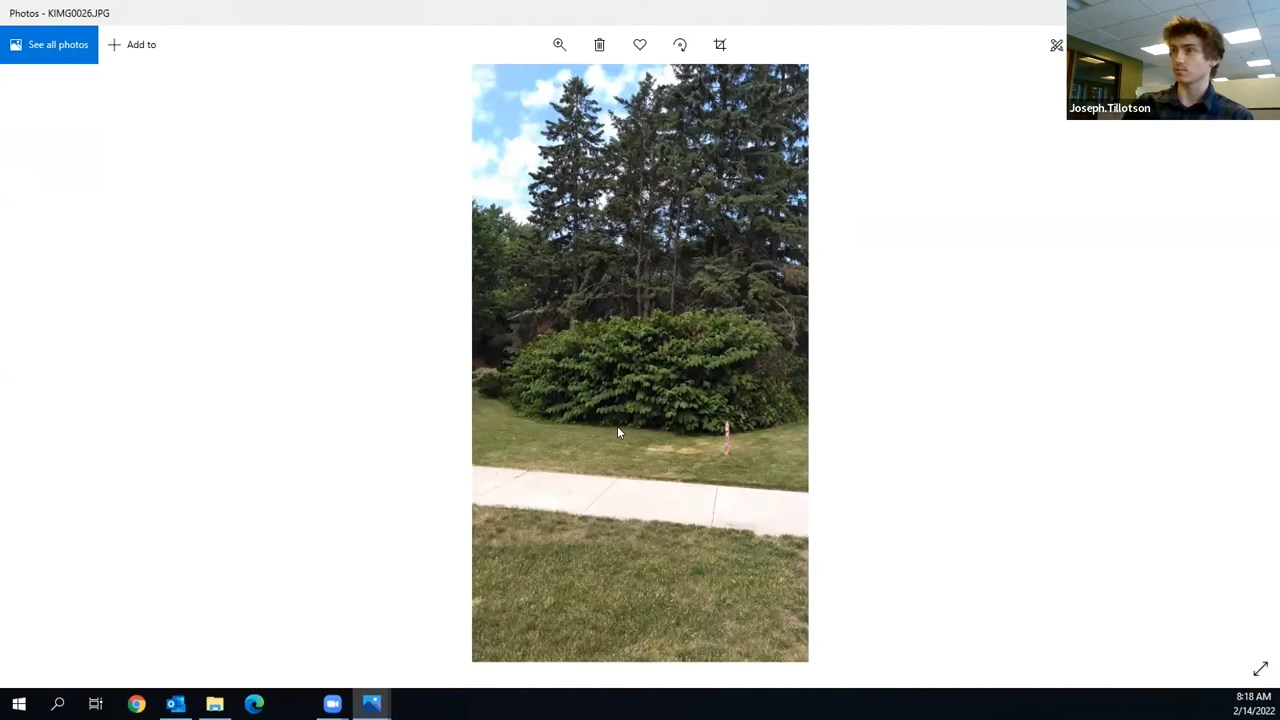 Photos - KIMG0026.JPG
See all photos
Add to
Joseph.Tillotson
8:18 AM
2/14/2022